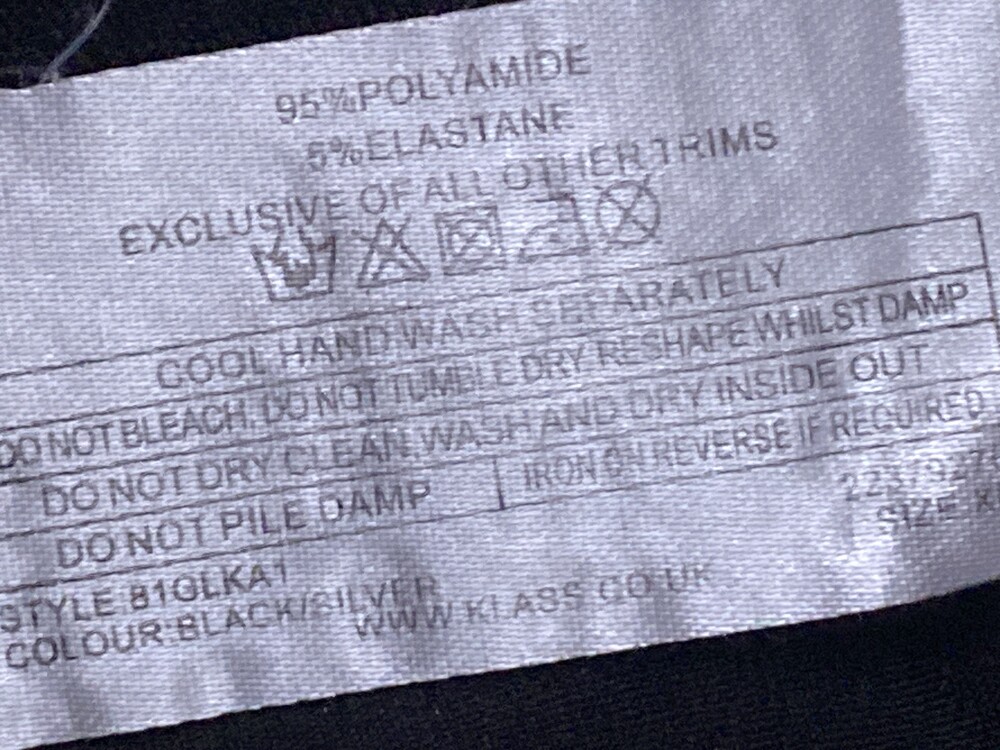 95%POLYAMIDE
5%ELASTANE
EXCLUSIVE OF ALL OTHER TRIMS
COOL HAND WASH SEPARATELY
DO NOT BLEACH, DO NOT TUMBLE DRY RESHAPE WHILST DAMP
DO NOT DRY CLEAN, WASH AND DRY INSIDE OUT
DO NOT PILE DAMP
IRON ON REVERSE IF REQUIRED
SIZE
STYLE:810LKA1
COLOUR:BLACK/SILVER
WWW.KLASS.CO.UK